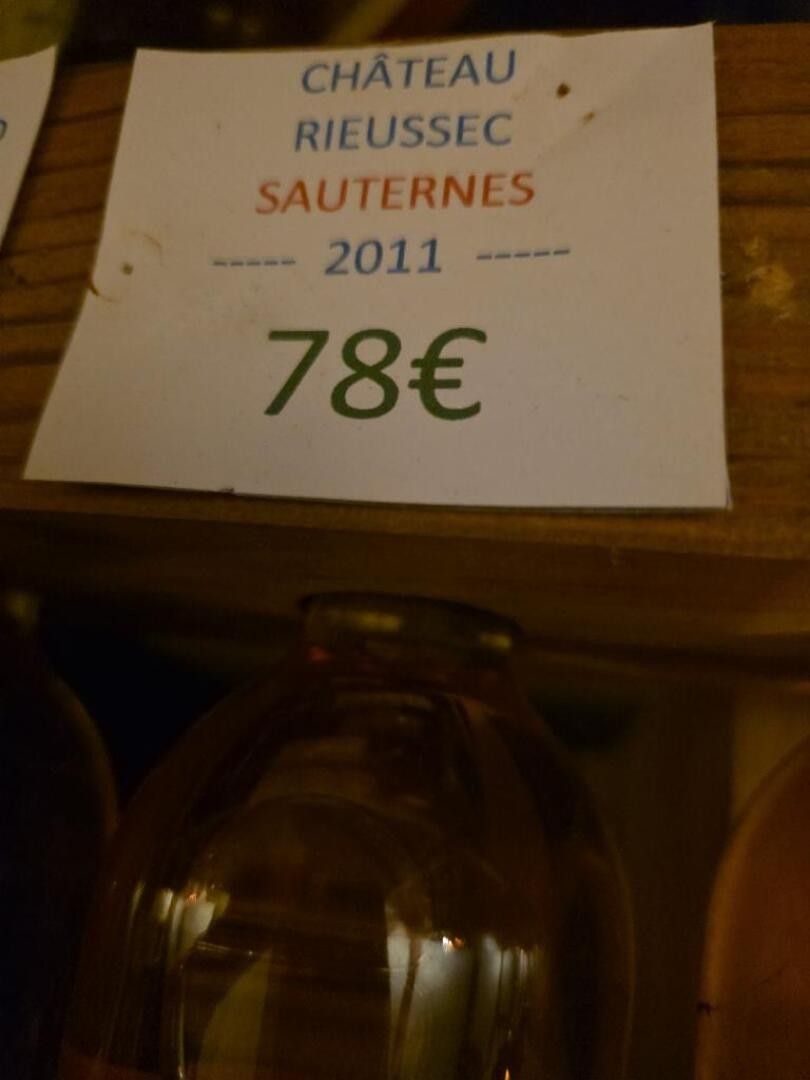 CHÂTEAU
RIEUSSEC
SAUTERNES
----- 2011 -----
78€